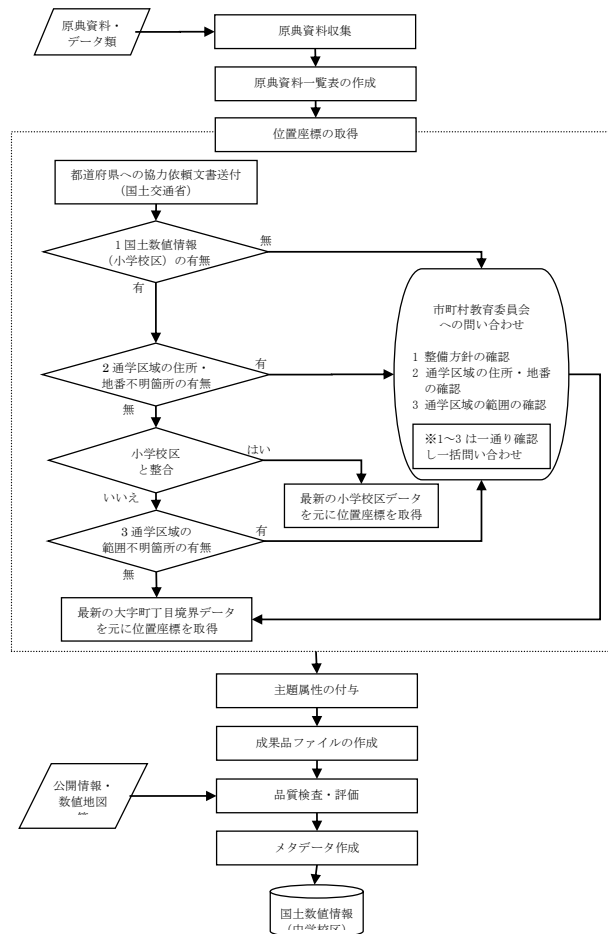 原典資料・
データ類
原典資料収集
原典資料一覧表の作成
位置座標の取得
都道府県への協力依頼文書送付
(国土交通省)
1 国土数値情報
(小学校区)の有無
無
有
市町村教育委員会
への問い合わせ
1 整備方針の確認
2 通学区域の住所・地番
の確認
3 通学区域の範囲の確認
※1~3 は一通り確認
し一括問い合わせ
2 通学区域の住所・
地番不明箇所の有無
有
無
小学校区
と整合
はい
いいえ
最新の小学校区データ
を元に位置座標を取得
3 通学区域の
範囲不明箇所の有無
有
無
最新の大字町丁目境界データ
を元に位置座標を取得
主題属性の付与
成果品ファイルの作成
公開情報・
数値地図
品質検査・評価
メタデータ作成
国土数値情報
(中学校区)